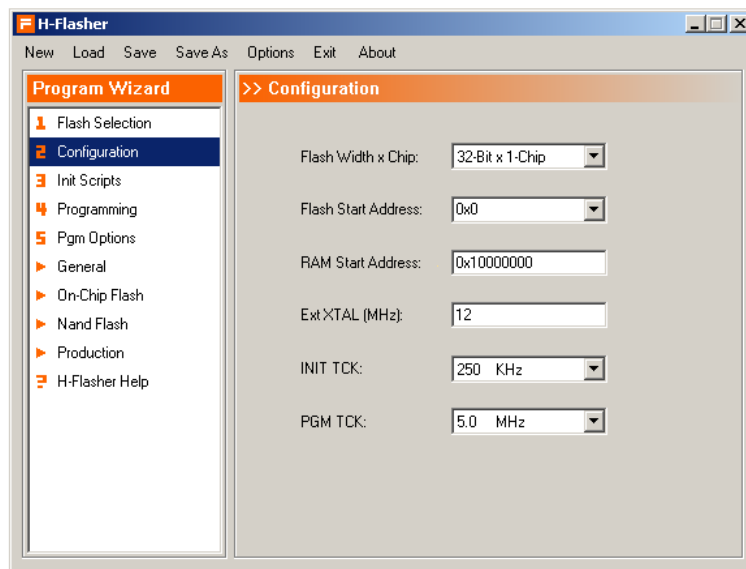 H-Flasher
New Load Save Save As Options Exit About
Program Wizard
1 Flash Selection
2 Configuration
3 Init Scripts
4 Programming
5 Pgm Options
General
On-Chip Flash
Nand Flash
Production
? H-Flasher Help
>> Configuration
Flash Width x Chip: 32-Bit x 1-Chip
Flash Start Address: 0x0
RAM Start Address: 0x10000000
Ext XTAL (MHz): 12
INIT TCK: 250 KHz
PGM TCK: 5.0 MHz